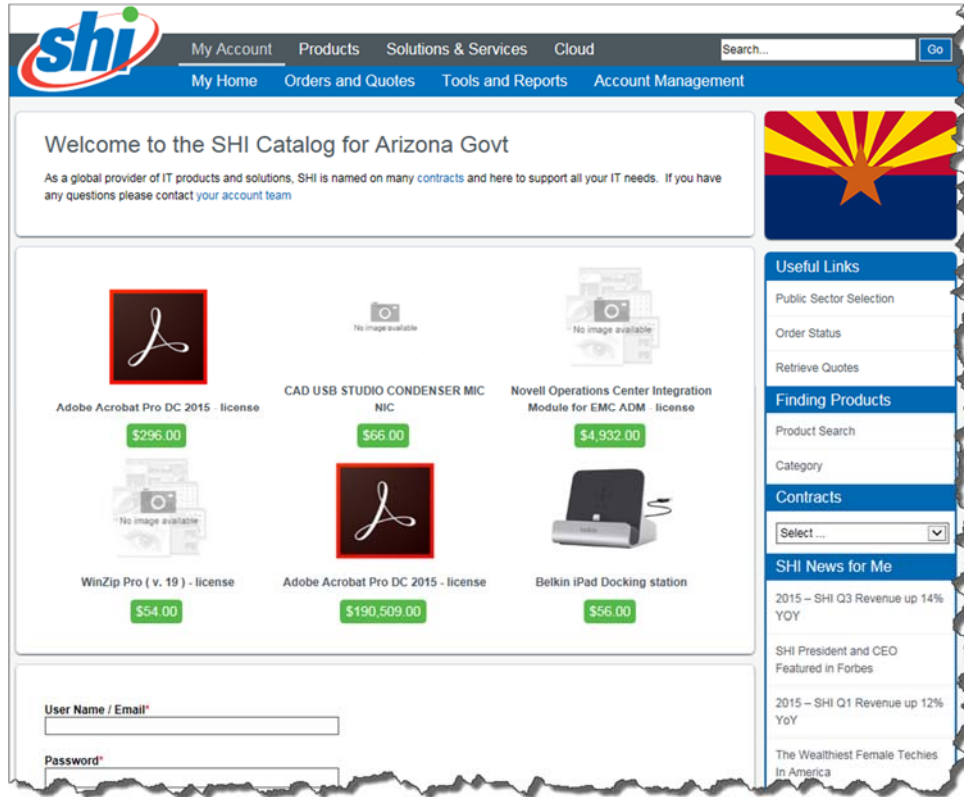 shi
My Account Products Solutions & Services Cloud Search... Go
My Home Orders and Quotes Tools and Reports Account Management
Welcome to the SHI Catalog for Arizona Govt
As a global provider of IT products and solutions, SHI is named on many contracts and here to support all your IT needs. If you have
any questions please contact your account team
No image available
No image available
Adobe Acrobat Pro DC 2015 - license
$296.00
CAD USB STUDIO CONDENSER MIC
NIC
$66.00
Novell Operations Center Integration
Module for EMC ADM - license
$4,932.00
No image available
WinZip Pro ( v. 19 ) - license
$54.00
Adobe Acrobat Pro DC 2015 - license
$190,509.00
belkin
Belkin iPad Docking station
$56.00
User Name / Email*
Password*
Useful Links
Public Sector Selection
Order Status
Retrieve Quotes
Finding Products
Product Search
Category
Contracts
Select ...
SHI News for Me
2015 – SHI Q3 Revenue up 14%
YOY
SHI President and CEO
Featured in Forbes
2015 – SHI Q1 Revenue up 12%
YoY
The Wealthiest Female Techies
In America